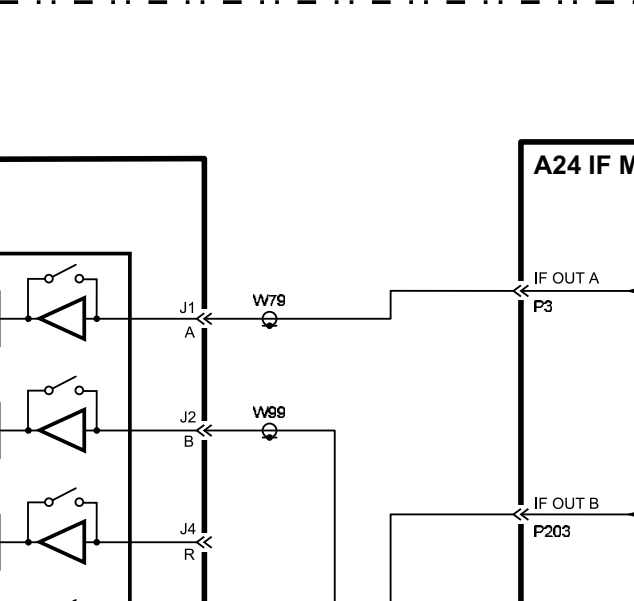 A24 IF M
IF OUT A
P3
J1
A
W79
J2
B
W99
IF OUT B
P203
J4
R